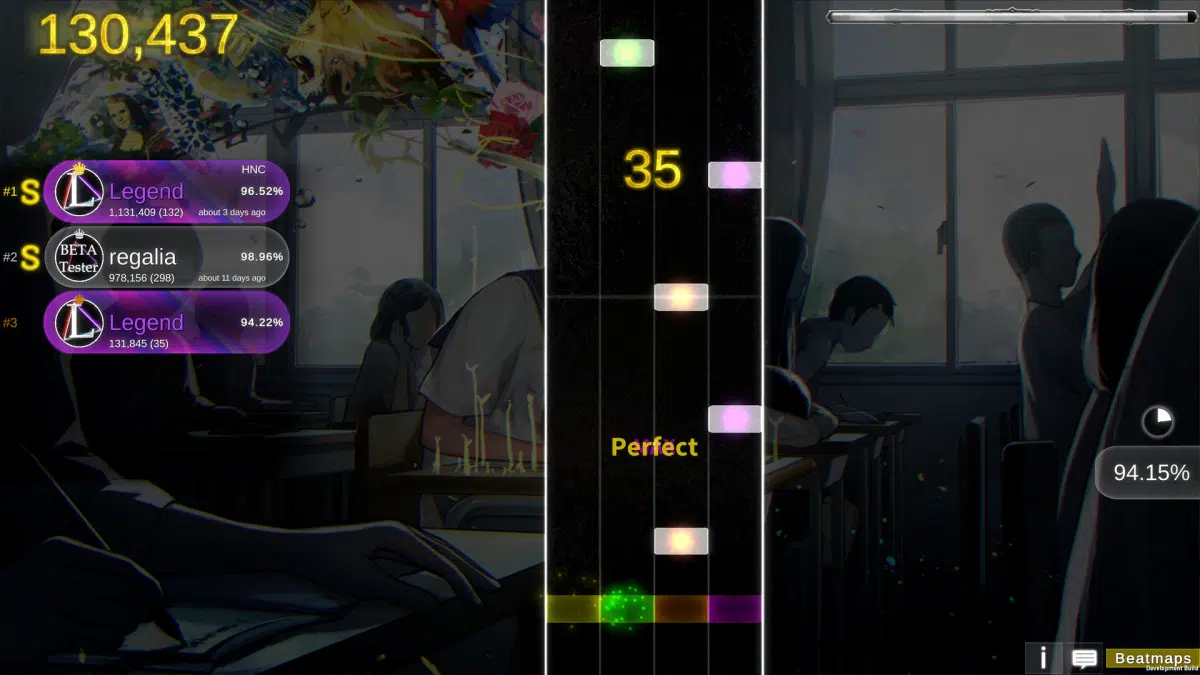 130,437
35
#1 S L Legend HNC 96.52%
1,131,409 (132) about 3 days ago
#2 S BETA Tester regalia 98.96%
978,156 (298) about 11 days ago
#3 L Legend 94.22%
131,845 (35)
Perfect
94.15%
i
Beatmaps
Development Build